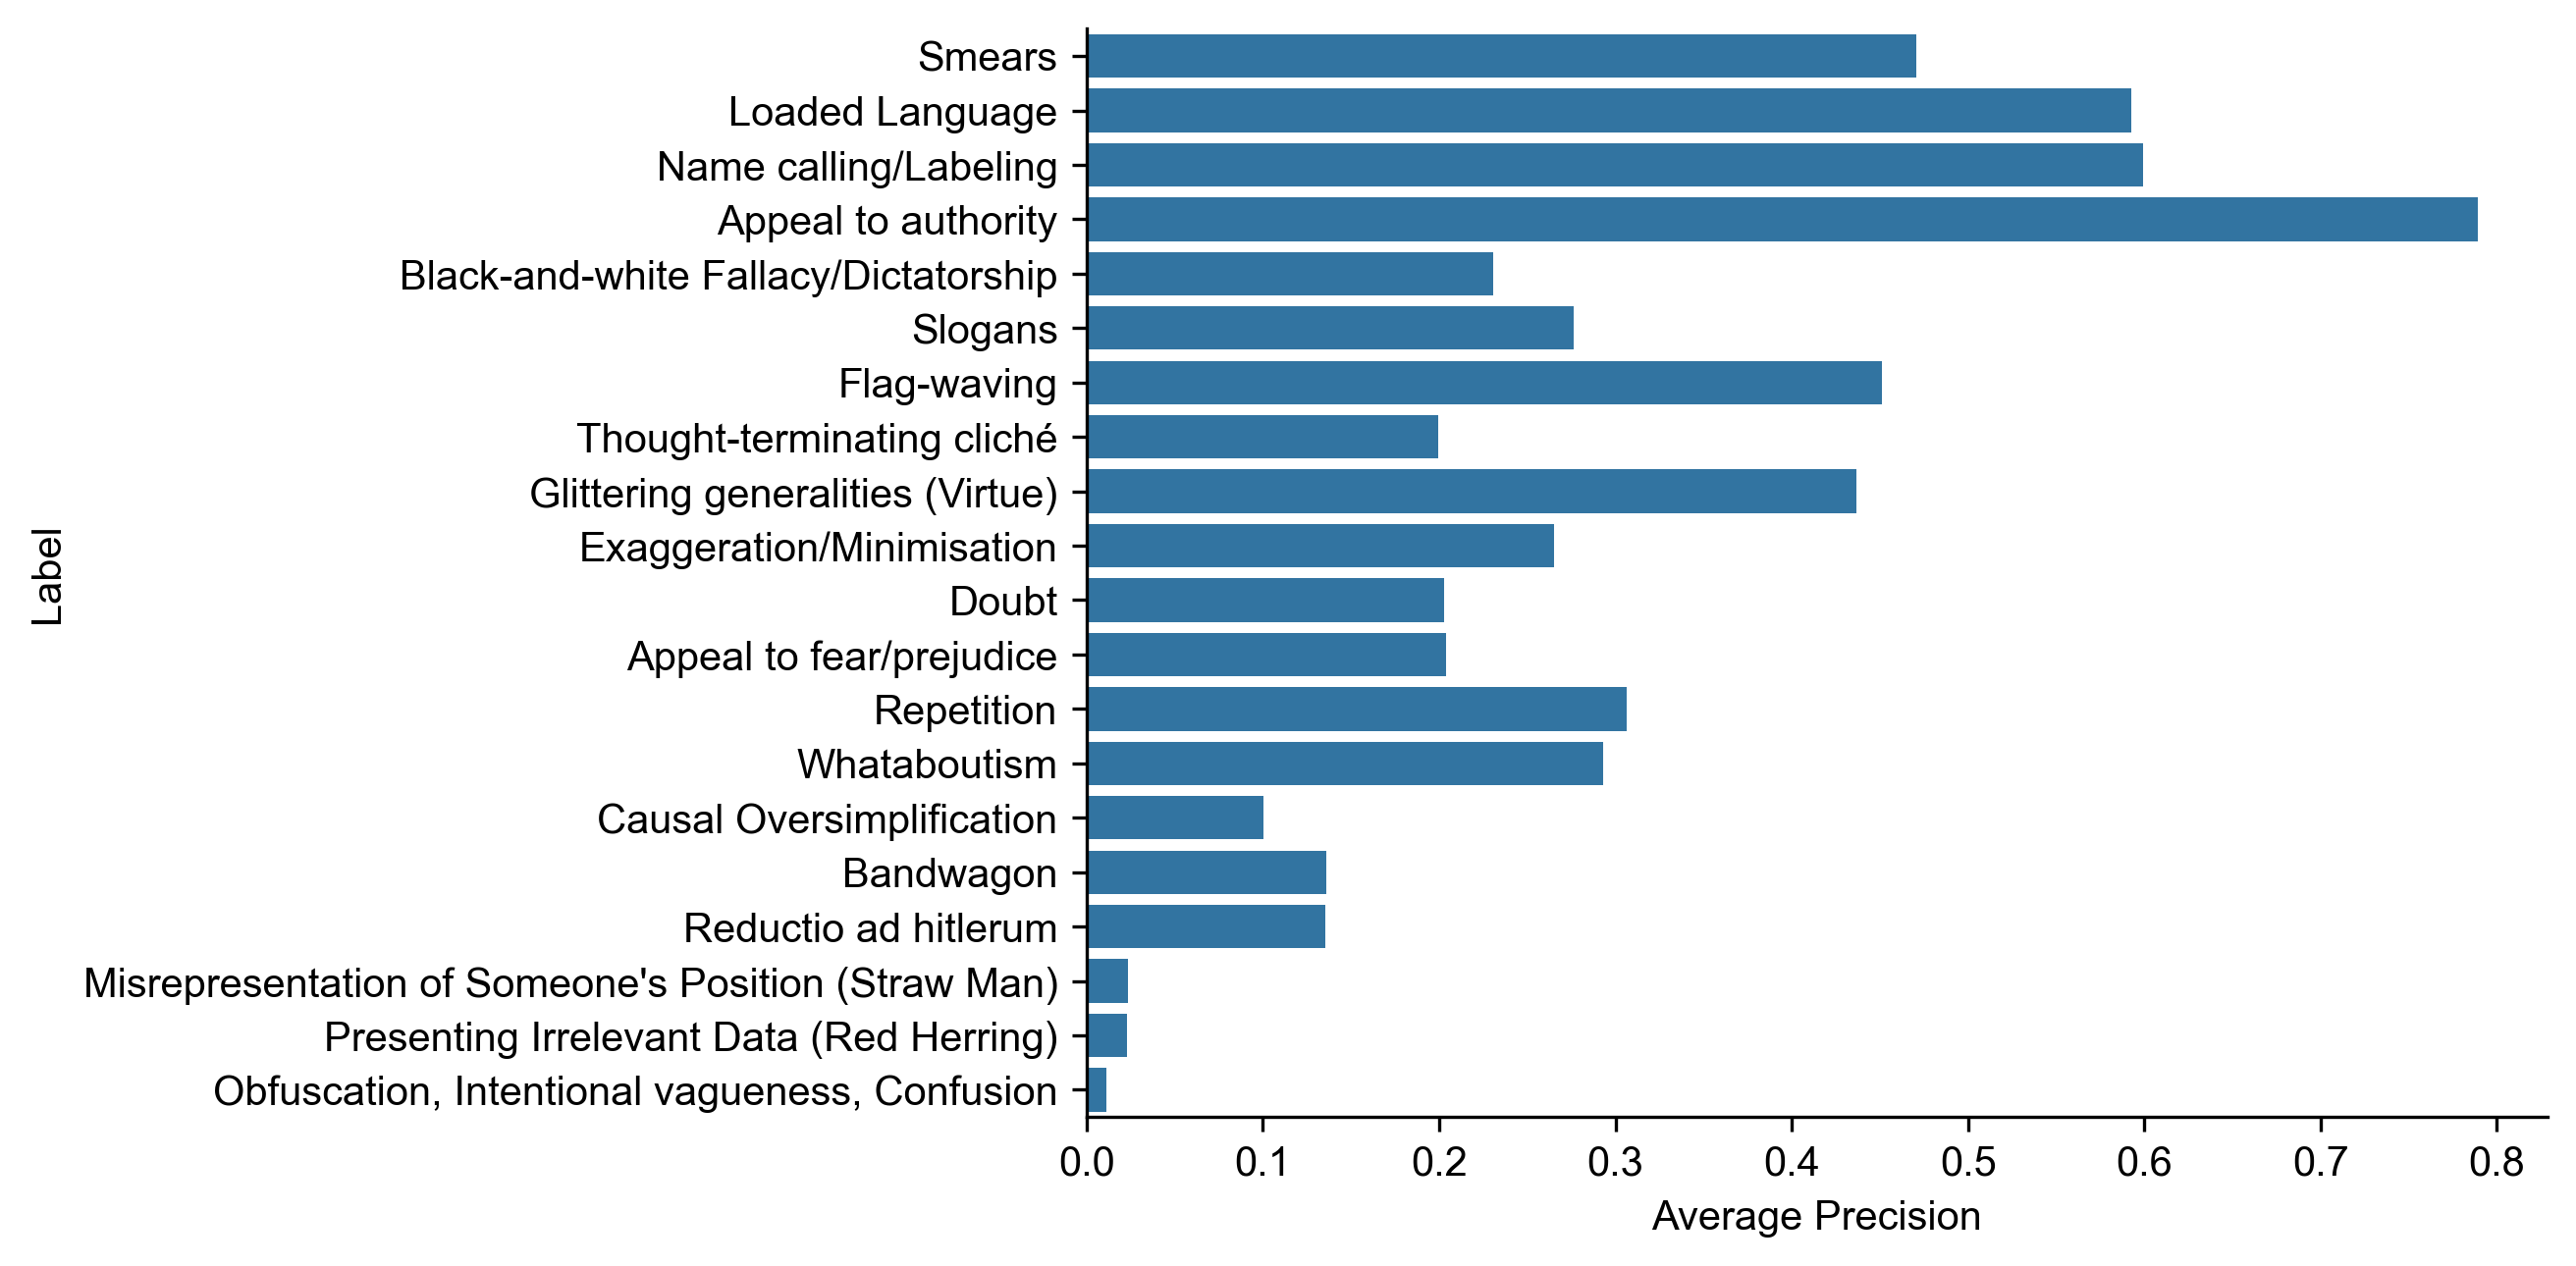 Smears
Loaded Language
Name calling/Labeling
Appeal to authority
Black-and-white Fallacy/Dictatorship
Slogans
Flag-waving
Thought-terminating cliché
Glittering generalities (Virtue)
Exaggeration/Minimisation
Doubt
Appeal to fear/prejudice
Repetition
Whataboutism
Causal Oversimplification
Bandwagon
Reductio ad hitlerum
Misrepresentation of Someone's Position (Straw Man)
Presenting Irrelevant Data (Red Herring)
Obfuscation, Intentional vagueness, Confusion
Label
0.0 0.1 0.2 0.3 0.4 0.5 0.6 0.7 0.8
Average Precision